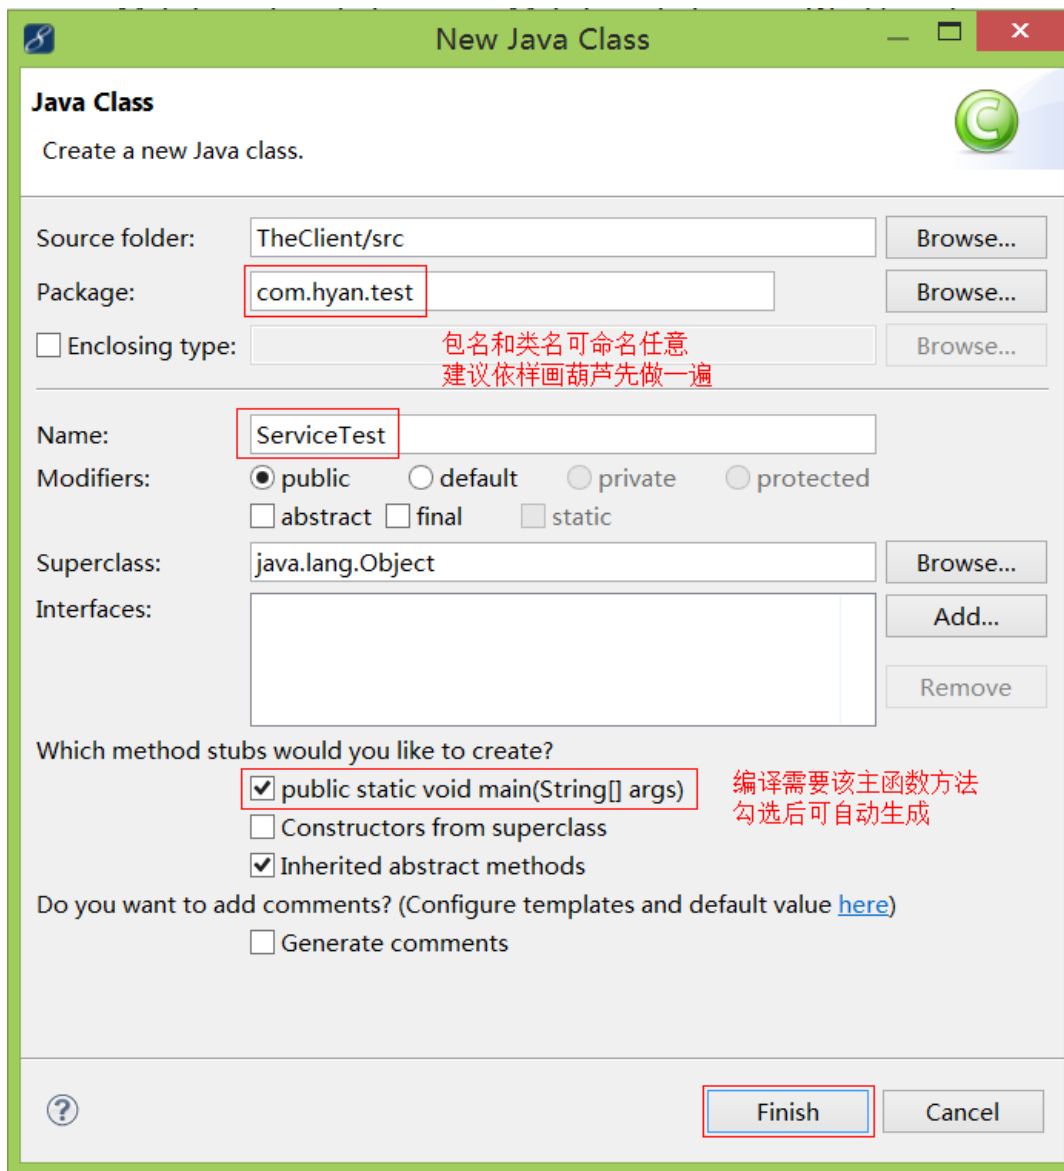 New Java Class
Java Class
Create a new Java class.
Source folder: TheClient/src Browse...
Package: com.hyan.test Browse...
Enclosing type: Browse...
包名和类名可命名任意
建议依样画葫芦先做一遍
Name: ServiceTest
Modifiers: public default private protected
abstract final static
Superclass: java.lang.Object Browse...
Interfaces: Add...
Remove
Which method stubs would you like to create?
public static void main(String[] args)
编译需要该主函数方法
勾选后可自动生成
Constructors from superclass
Inherited abstract methods
Do you want to add comments? (Configure templates and default value here)
Generate comments
Finish Cancel